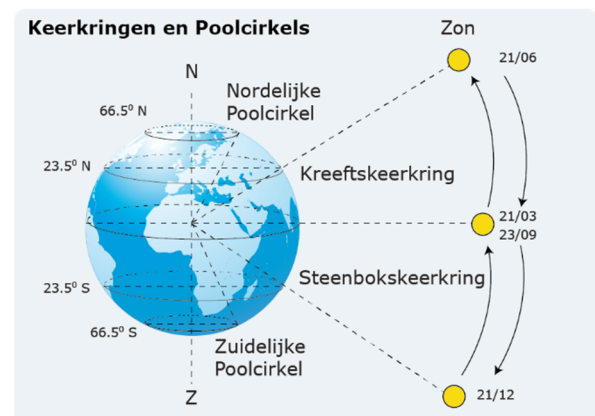 Keerkringen en Poolcirkels
Zon
21/06
N
Nordelijke
Poolcirkel
66.5⁰ N
23.5⁰ N
Kreeftskeerkring
21/03
23/09
Steenbokskeerkring
23.5⁰ S
66.5⁰ S
Zuidelijke
Poolcirkel
Z
21/12